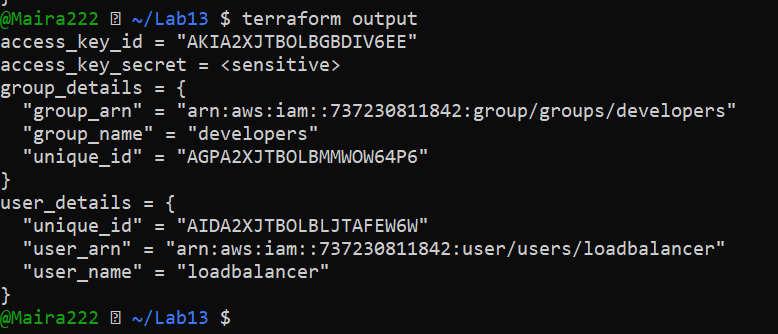 }
@Maira222 ▯ ~/Lab13 $ terraform output
access_key_id = "AKIA2XJTBOLBGBDIV6EE"
access_key_secret = <sensitive>
group_details = {
  "group_arn" = "arn:aws:iam::737230811842:group/groups/developers"
  "group_name" = "developers"
  "unique_id" = "AGPA2XJTBOLBMMWOW64P6"
}
user_details = {
  "unique_id" = "AIDA2XJTBOLBLJTAFEW6W"
  "user_arn" = "arn:aws:iam::737230811842:user/users/loadbalancer"
  "user_name" = "loadbalancer"
}
@Maira222 ▯ ~/Lab13 $